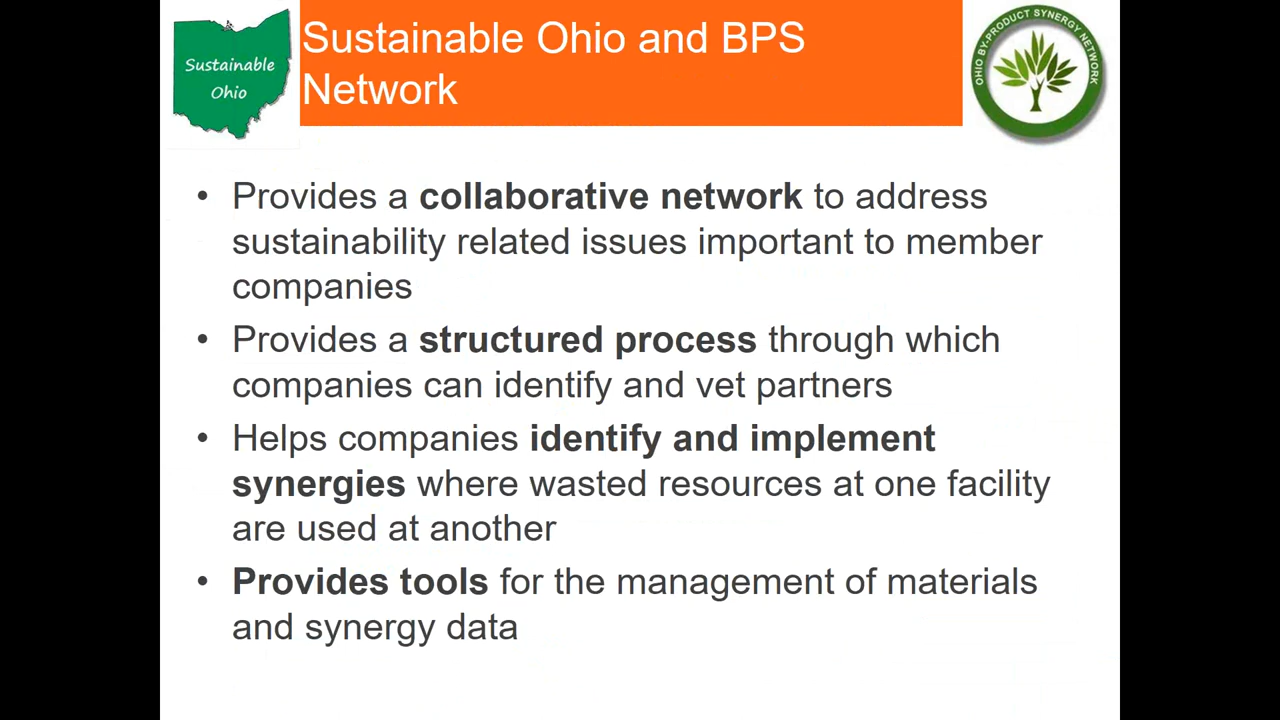 Sustainable
Ohio
Sustainable Ohio and BPS
Network
OHIO BY-PRODUCT SYNERGY NETWORK
• Provides a collaborative network to address
sustainability related issues important to member
companies
• Provides a structured process through which
companies can identify and vet partners
• Helps companies identify and implement
synergies where wasted resources at one facility
are used at another
• Provides tools for the management of materials
and synergy data